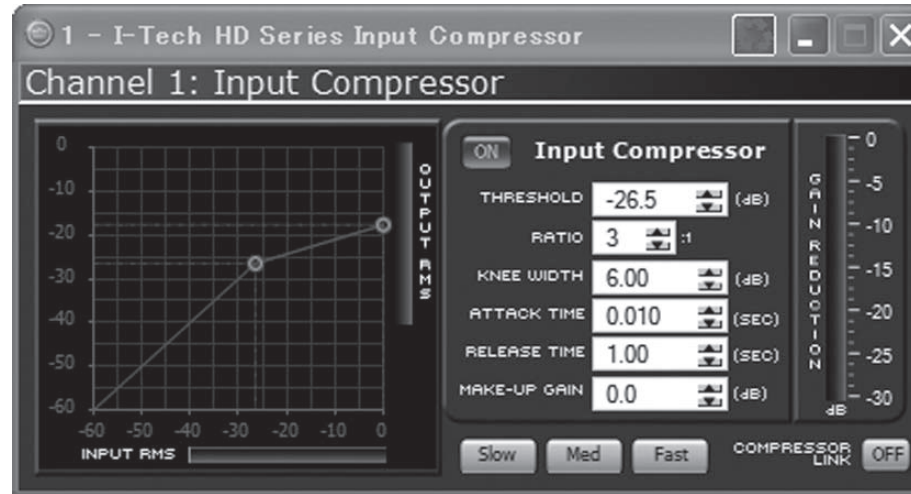 1 - I-Tech HD Series Input Compressor
Channel 1: Input Compressor
0
-10
-20
-30
-40
-50
-60
-60 -50 -40 -30 -20 -10 0
INPUT RMS
OUTPUT RMS
ON Input Compressor
THRESHOLD -26.5 (dB)
RATIO 3 :1
KNEE WIDTH 6.00 (dB)
ATTACK TIME 0.010 (SEC)
RELEASE TIME 1.00 (SEC)
MAKE-UP GAIN 0.0 (dB)
GAIN REDUCTION
0
-5
-10
-15
-20
-25
-30
dB
Slow Med Fast
COMPRESSOR
LINK
OFF